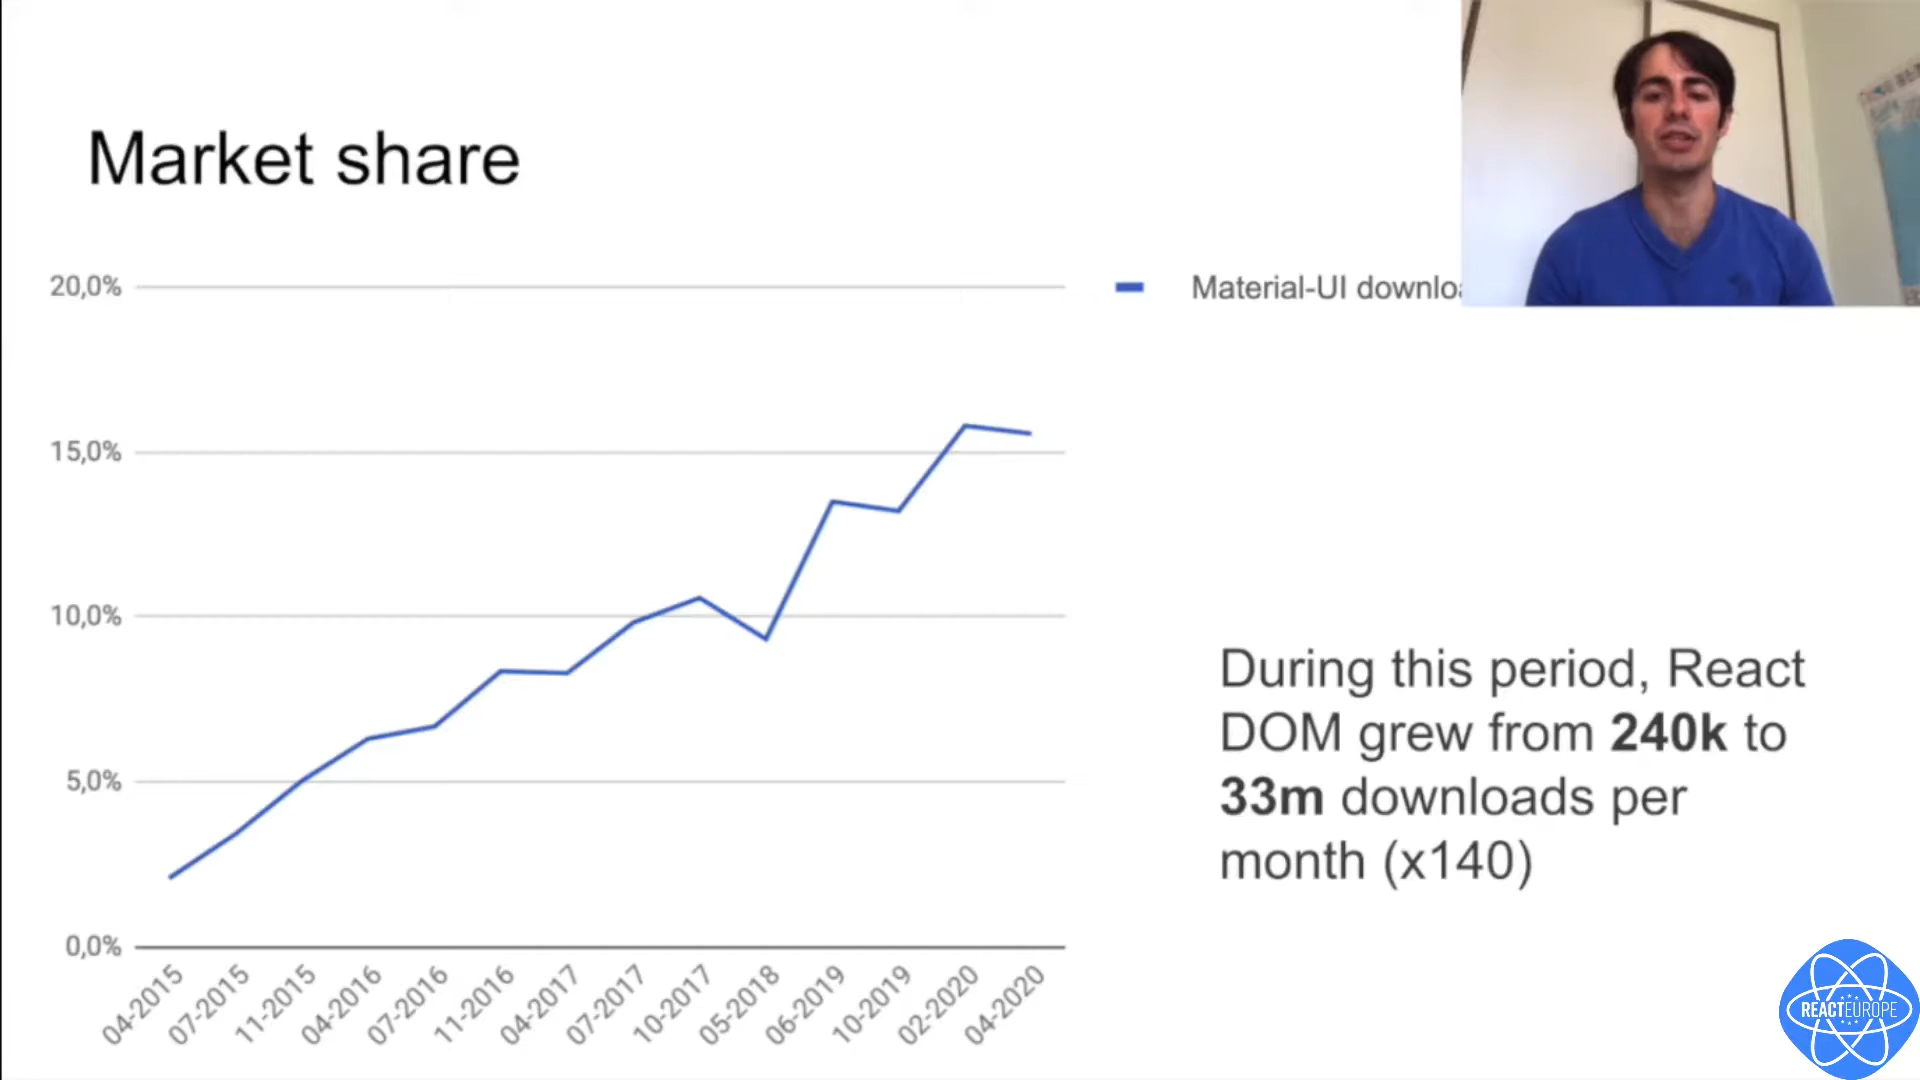 Market share
20,0%
15,0%
10,0%
5,0%
0,0%
04-2015
07-2015
11-2015
04-2016
07-2016
11-2016
04-2017
07-2017
10-2017
05-2018
06-2019
10-2019
02-2020
04-2020
Material-UI
During this period, React
DOM grew from 240k to
33m downloads per
month (x140)
REACTEUROPE